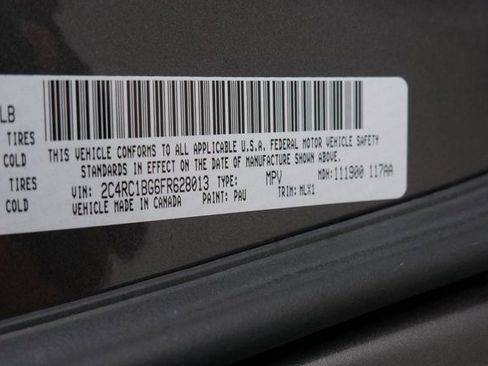 LB
TIRES
COLD
THIS VEHICLE CONFORMS TO ALL APPLICABLE U.S.A. FEDERAL MOTOR VEHICLE SAFETY
STANDARDS IN EFFECT ON THE DATE OF MANUFACTURE SHOWN ABOVE.
TIRES VIN: 2C4RC1BG6FR628013 TYPE: MPV MDH: 111900 117AA
COLD VEHICLE MADE IN CANADA PAINT: PAU TRIM: MLX1